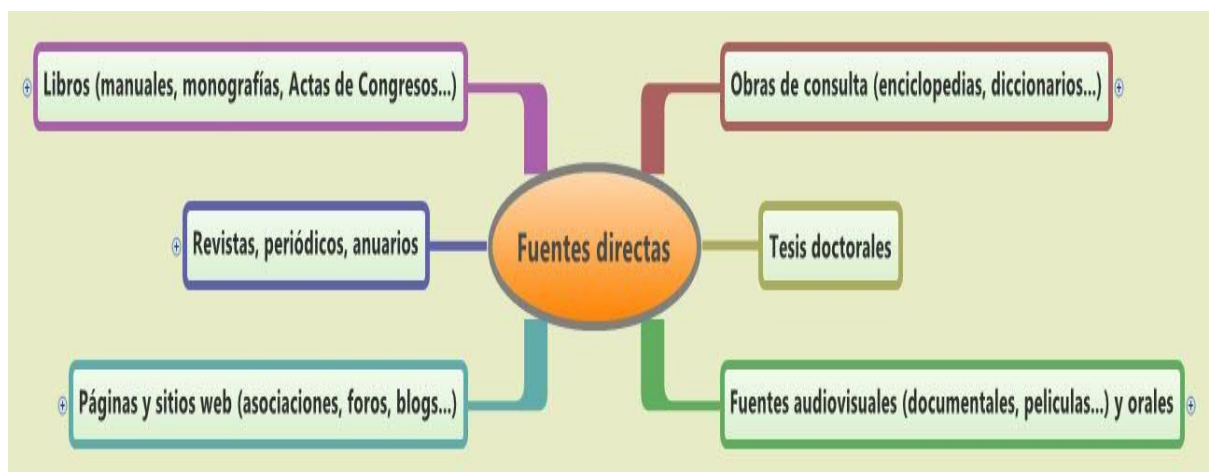 Libros (manuales, monografías, Actas de Congresos...)
Obras de consulta (enciclopedias, diccionarios...)
Revistas, periódicos, anuarios
Fuentes directas
Tesis doctorales
Páginas y sitios web (asociaciones, foros, blogs...)
Fuentes audiovisuales (documentales, peliculas...) y orales